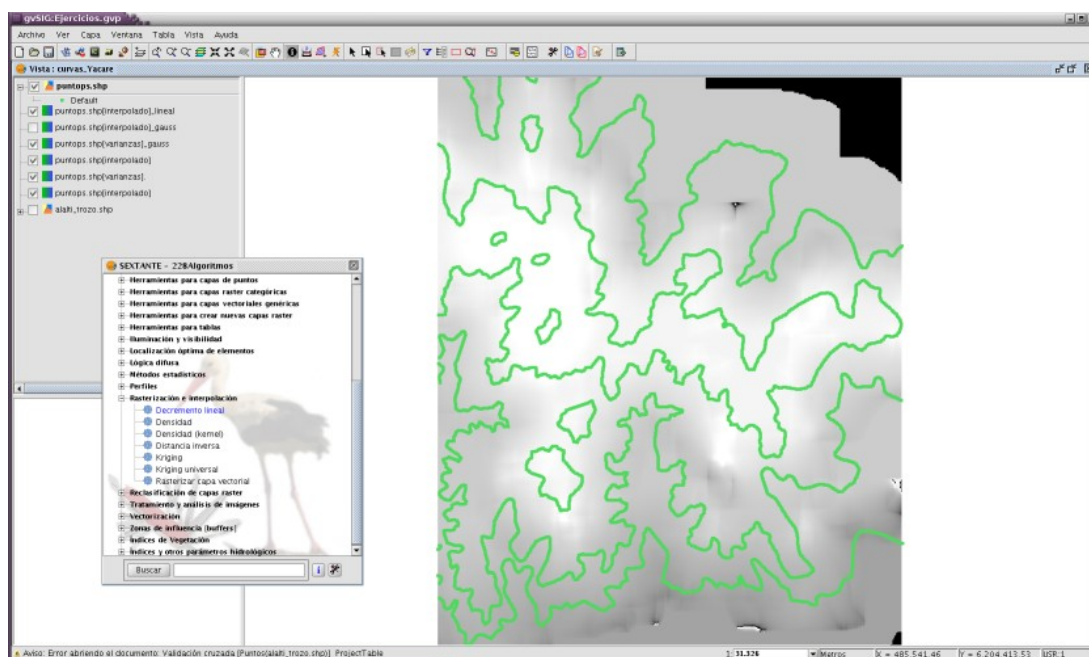 gvSIG:Ejercicios.gvp
Archivo Ver Capa Ventana Tabla Vista Ayuda
Vista : curvas_Yacare
puntops.shp
Default
puntops.shp[interpolado]_lineal
puntops.shp[interpolado]_gauss
puntops.shp[varianzas]_gauss
puntops.shp[interpolado]
puntops.shp[varianzas].
puntops.shp[interpolado]
alalti_trozo.shp
SEXTANTE - 228Algoritmos
Herramientas para capas de puntos
Herramientas para capas raster categóricas
Herramientas para capas vectoriales genéricas
Herramientas para crear nuevas capas raster
Herramientas para tablas
Iluminación y visibilidad
Localización óptima de elementos
Lógica difusa
Métodos estadísticos
Perfiles
Rasterización e interpolación
Decremento lineal
Densidad
Densidad (kernel)
Distancia inversa
Kriging
Kriging universal
Rasterizar capa vectorial
Reclasificación de capas raster
Tratamiento y análisis de imágenes
Vectorización
Zonas de influencia (buffers)
Índices de Vegetación
Índices y otros parámetros hidrológicos
Buscar
Aviso: Error abriendo el documento: Validación cruzada [Puntos(alalti_trozo.shp)] ProjectTable
1: 31.326 Metros X = 485.541,46 Y = 6.204.413,53 USR:1